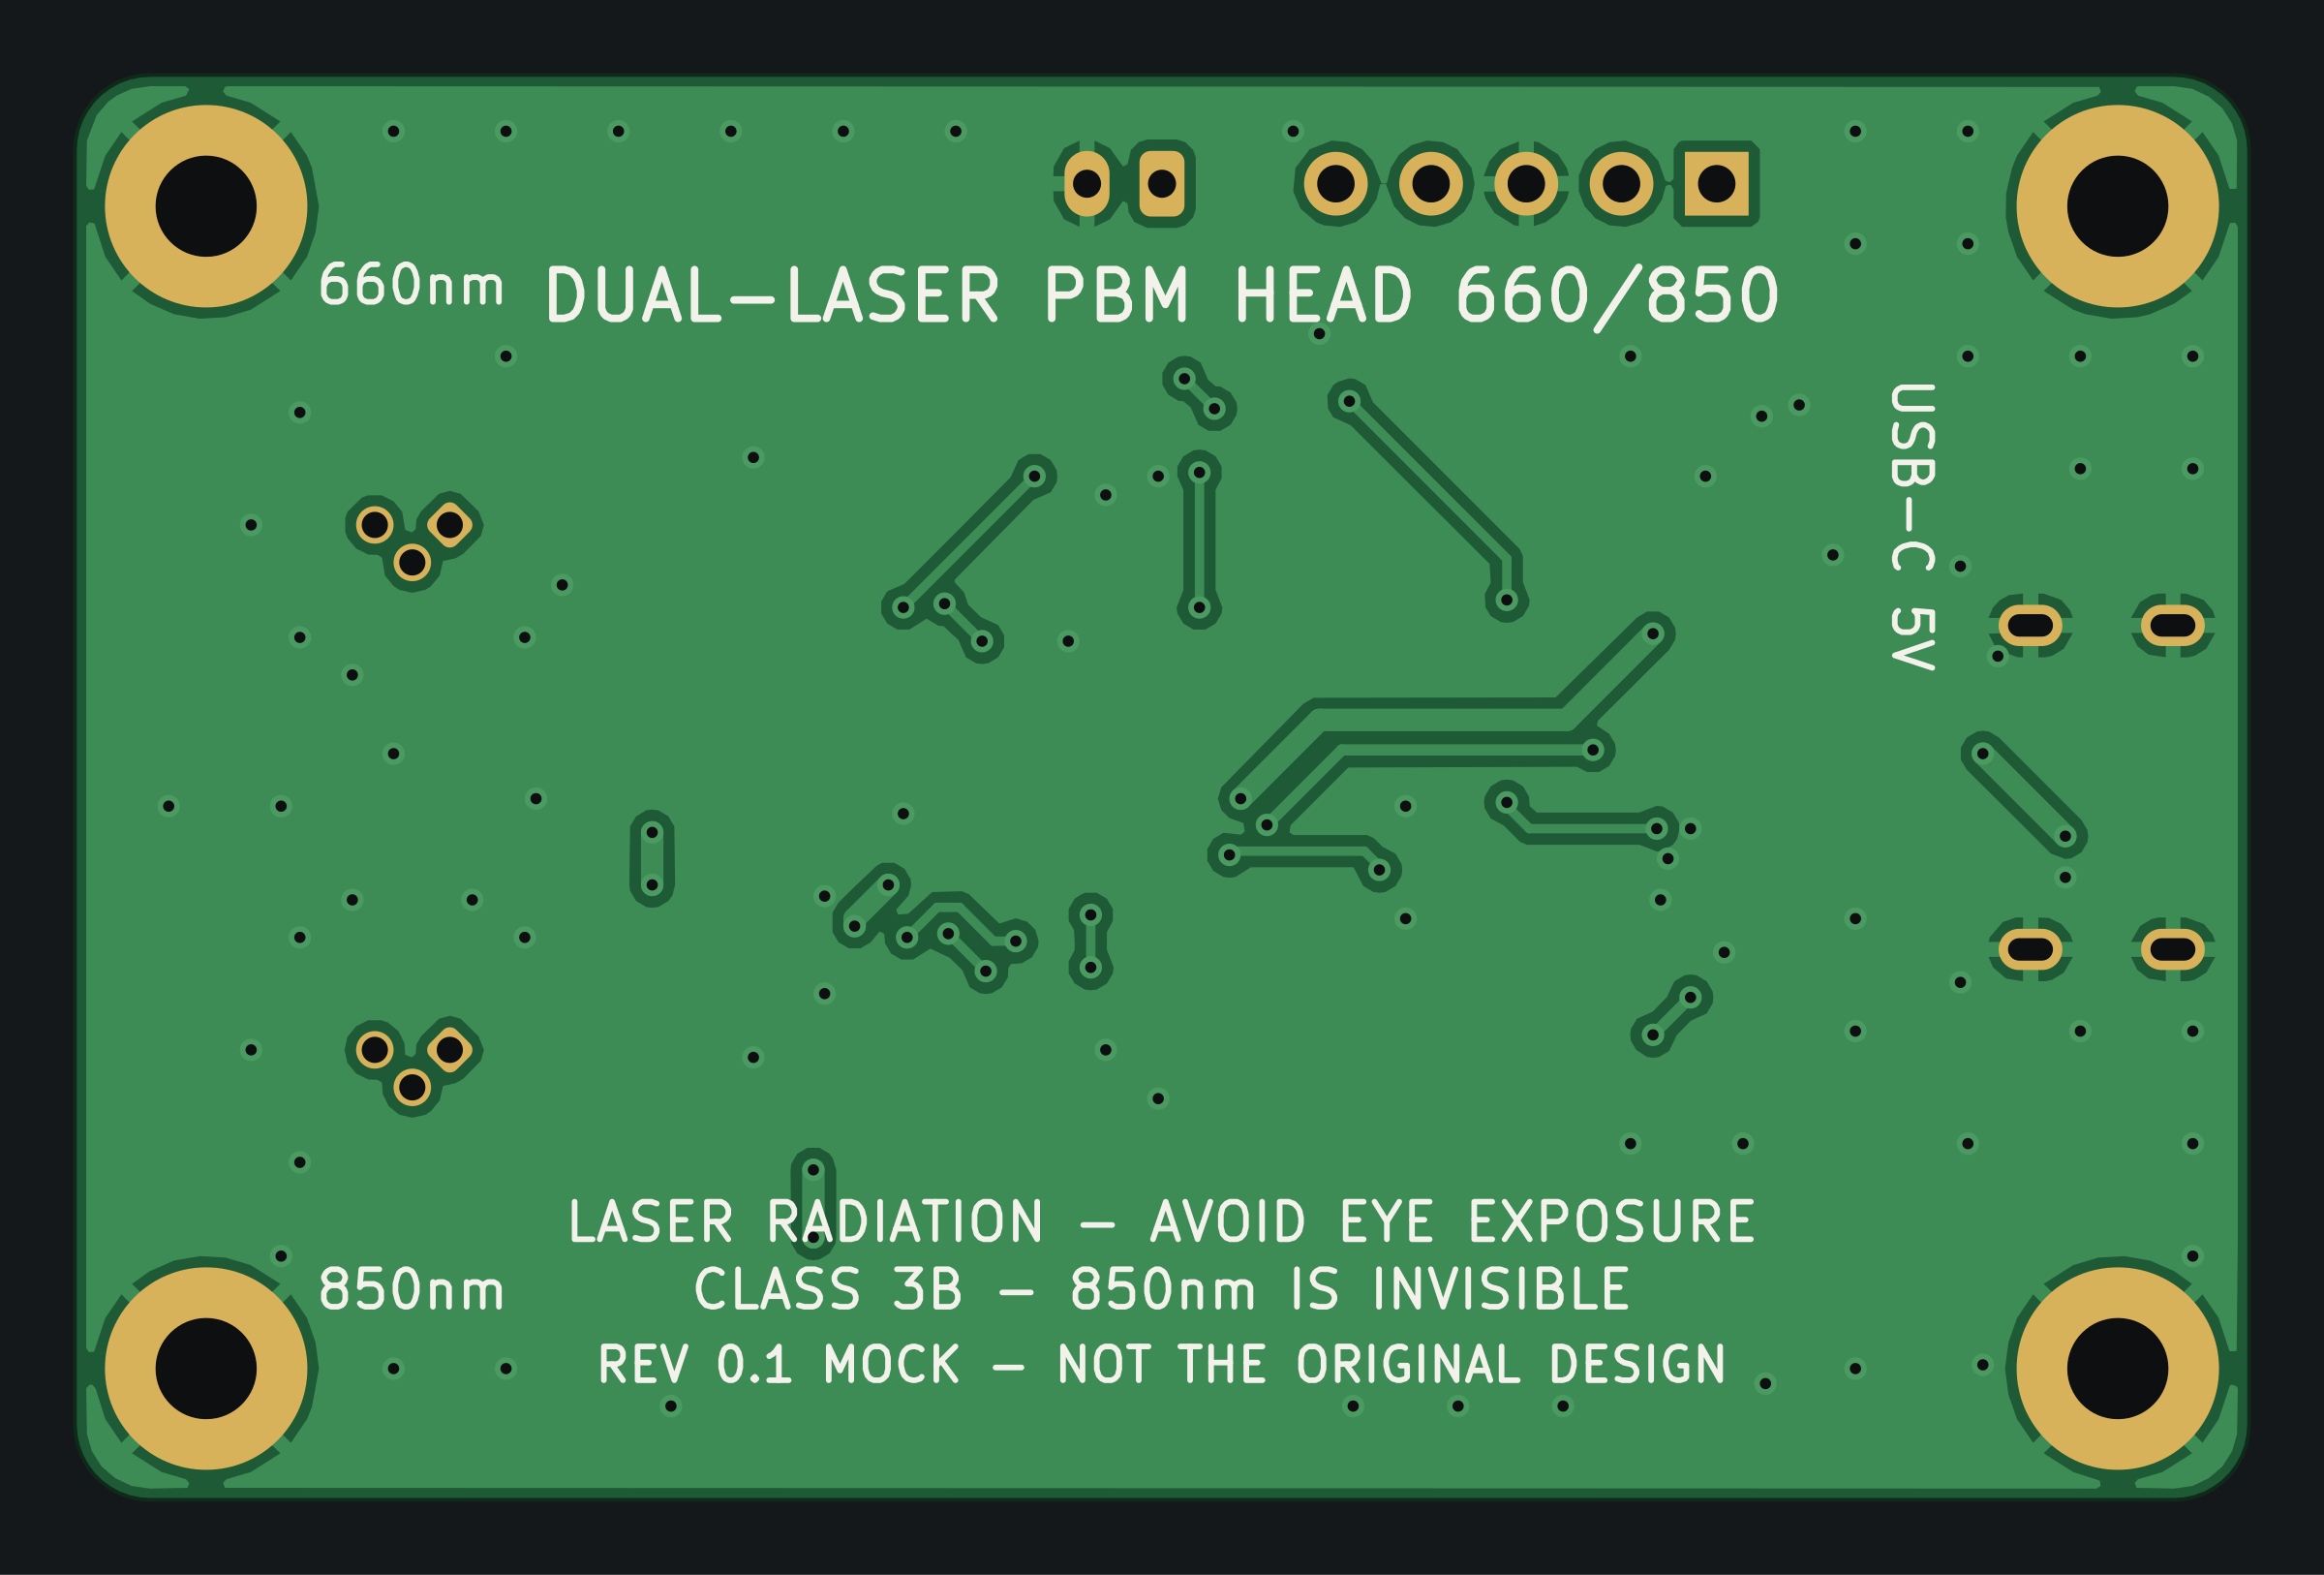 660nm
DUAL-LASER PBM HEAD 660/850
USB-C 5V
LASER RADIATION - AVOID EYE EXPOSURE
850nm
CLASS 3B - 850nm IS INVISIBLE
REV 0.1 MOCK - NOT THE ORIGINAL DESIGN